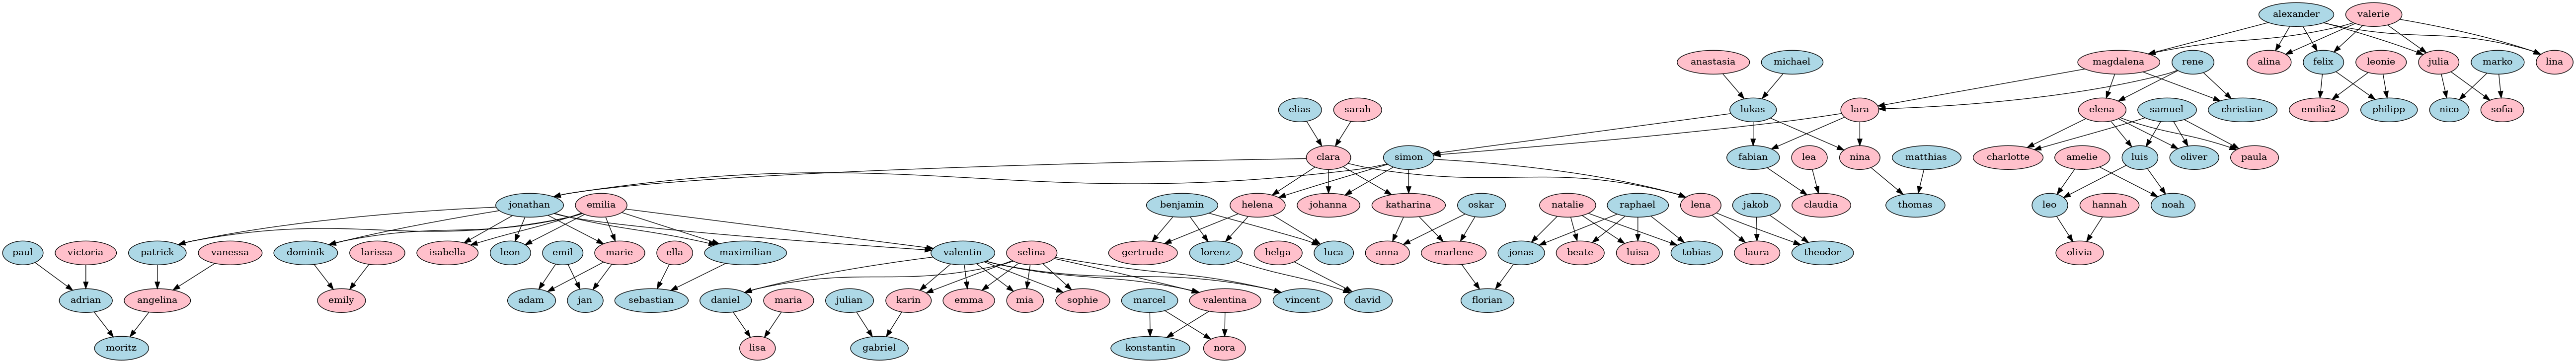 alexander valerie
anastasia michael magdalena rene alina felix leonie julia marko lina
elias sarah lukas lara elena samuel christian emilia2 philipp nico sofia
clara simon fabian lea nina matthias charlotte amelie luis oliver paula
jonathan emilia benjamin helena johanna katharina oskar natalie raphael lena jakob claudia thomas leo hannah noah
paul victoria patrick vanessa dominik larissa isabella leon emil marie ella maximilian valentin selina gertrude lorenz helga luca anna marlene jonas beate luisa tobias laura theodor olivia
adrian angelina emily adam jan sebastian daniel maria julian karin emma mia sophie marcel valentina vincent david florian
moritz lisa gabriel konstantin nora